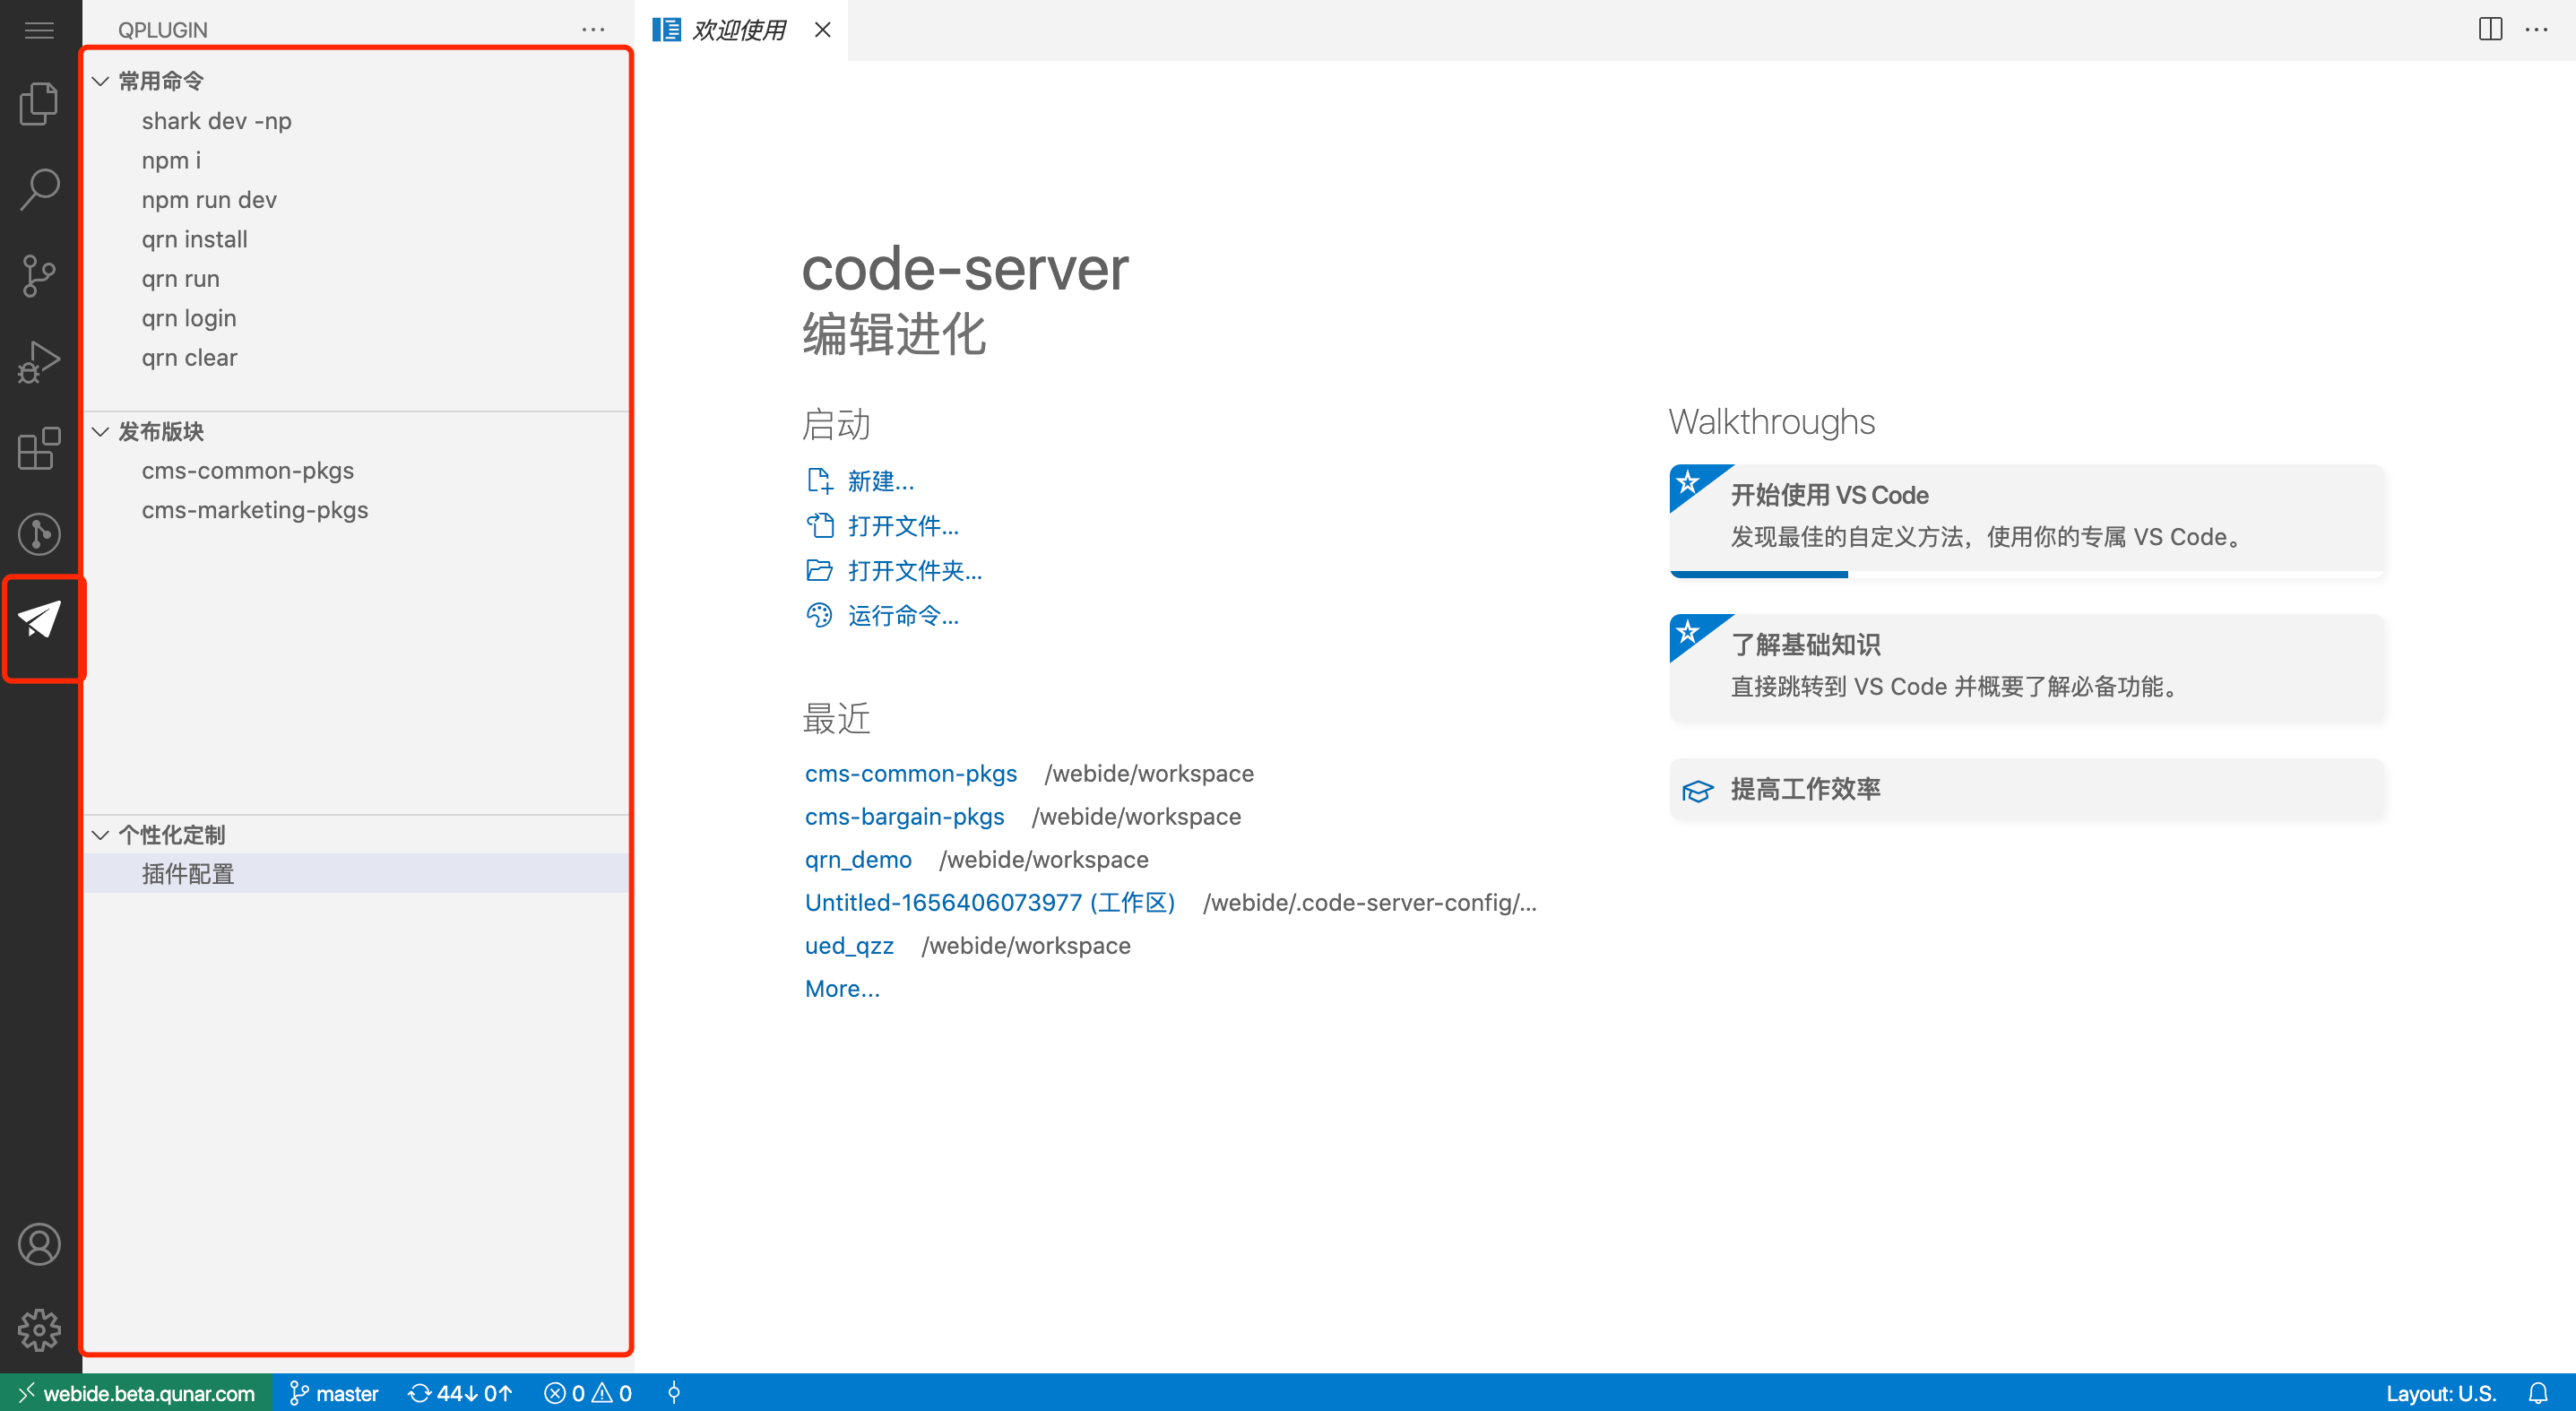 QPLUGIN
常用命令
shark dev -np
npm i
npm run dev
qrn install
qrn run
qrn login
qrn clear
发布版块
cms-common-pkgs
cms-marketing-pkgs
个性化定制
插件配置
欢迎使用
code-server
编辑进化
启动
新建...
打开文件...
打开文件夹...
运行命令...
最近
cms-common-pkgs /webide/workspace
cms-bargain-pkgs /webide/workspace
qrn_demo /webide/workspace
Untitled-1656406073977 (工作区) /webide/.code-server-config/...
ued_qzz /webide/workspace
More...
Walkthroughs
开始使用 VS Code
发现最佳的自定义方法，使用你的专属 VS Code。
了解基础知识
直接跳转到 VS Code 并概要了解必备功能。
提高工作效率
webide.beta.qunar.com master 44↓ 0↑ 0 0 Layout: U.S.